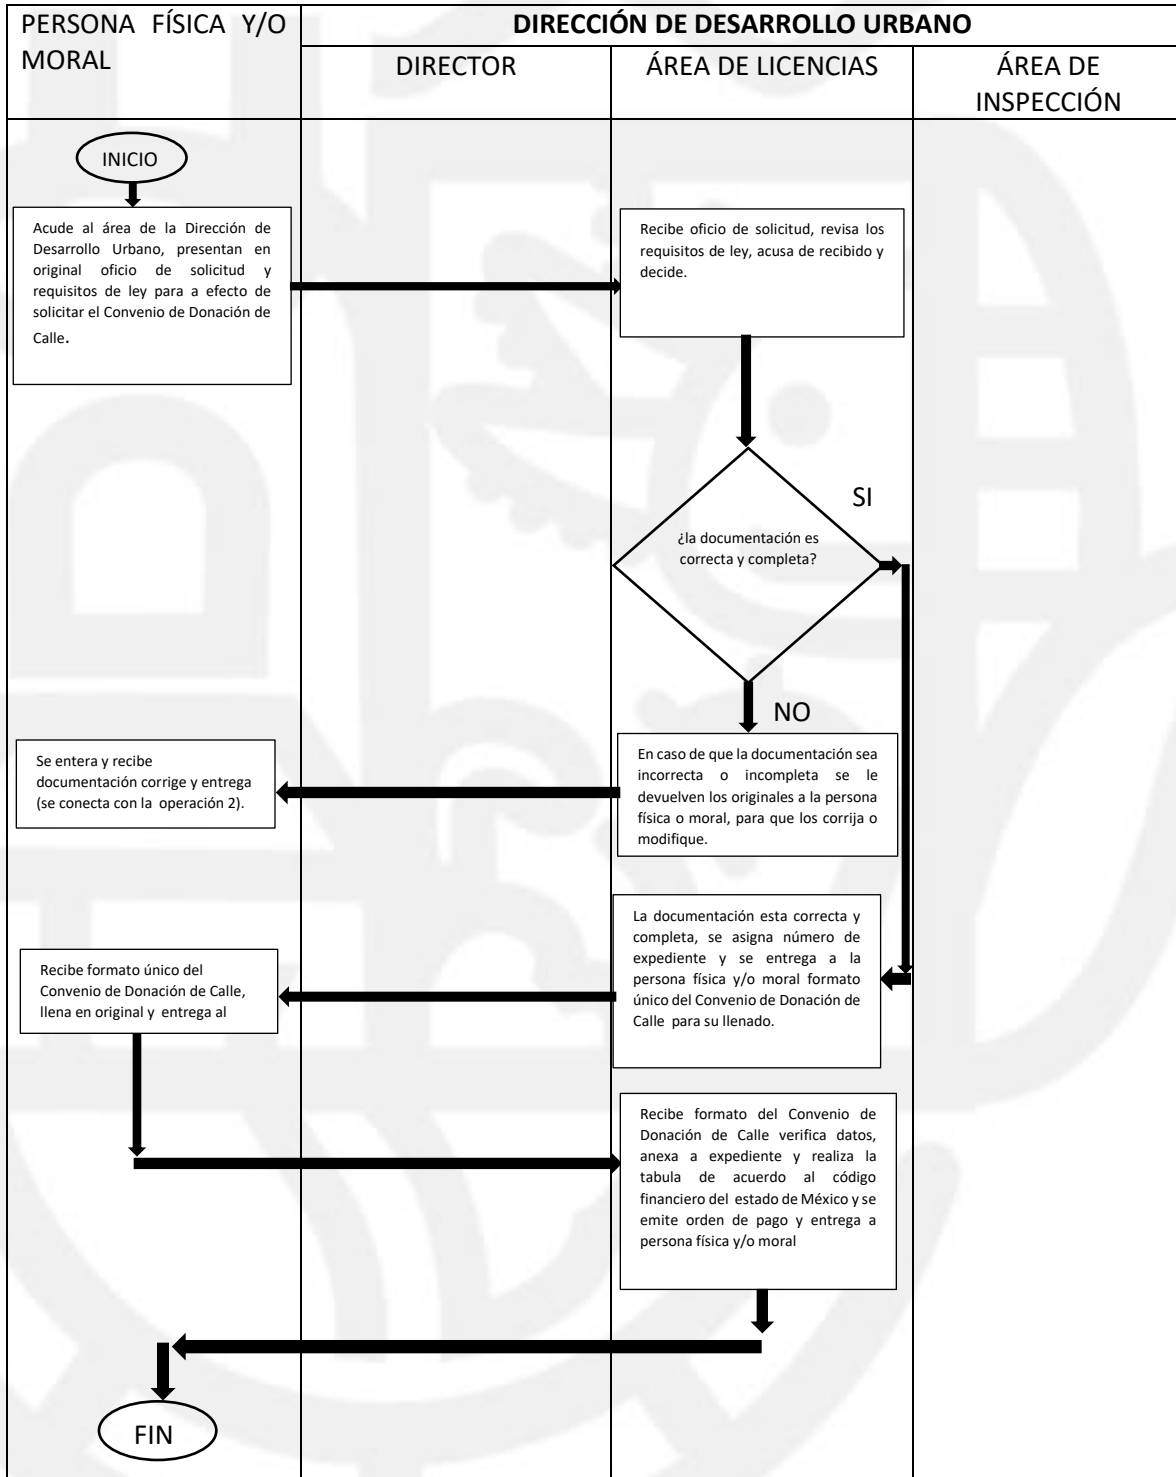 PERSONA FÍSICA Y/O
MORAL
DIRECCIÓN DE DESARROLLO URBANO
DIRECTOR
ÁREA DE LICENCIAS
ÁREA DE
INSPECCIÓN
INICIO
Acude al área de la Dirección de
Desarrollo Urbano, presentan en
original oficio de solicitud y
requisitos de ley para a efecto de
solicitar el Convenio de Donación de
Calle.
Recibe oficio de solicitud, revisa los
requisitos de ley, acusa de recibido y
decide.
¿la documentación es
correcta y completa?
SI
NO
En caso de que la documentación sea
incorrecta o incompleta se le
devuelven los originales a la persona
física o moral, para que los corrija o
modifique.
Se entera y recibe
documentación corrige y entrega
(se conecta con la operación 2).
La documentación esta correcta y
completa, se asigna número de
expediente y se entrega a la
persona física y/o moral formato
único del Convenio de Donación de
Calle para su llenado.
Recibe formato único del
Convenio de Donación de Calle,
llena en original y entrega al
Recibe formato del Convenio de
Donación de Calle verifica datos,
anexa a expediente y realiza la
tabula de acuerdo al código
financiero del estado de México y se
emite orden de pago y entrega a
persona física y/o moral
FIN